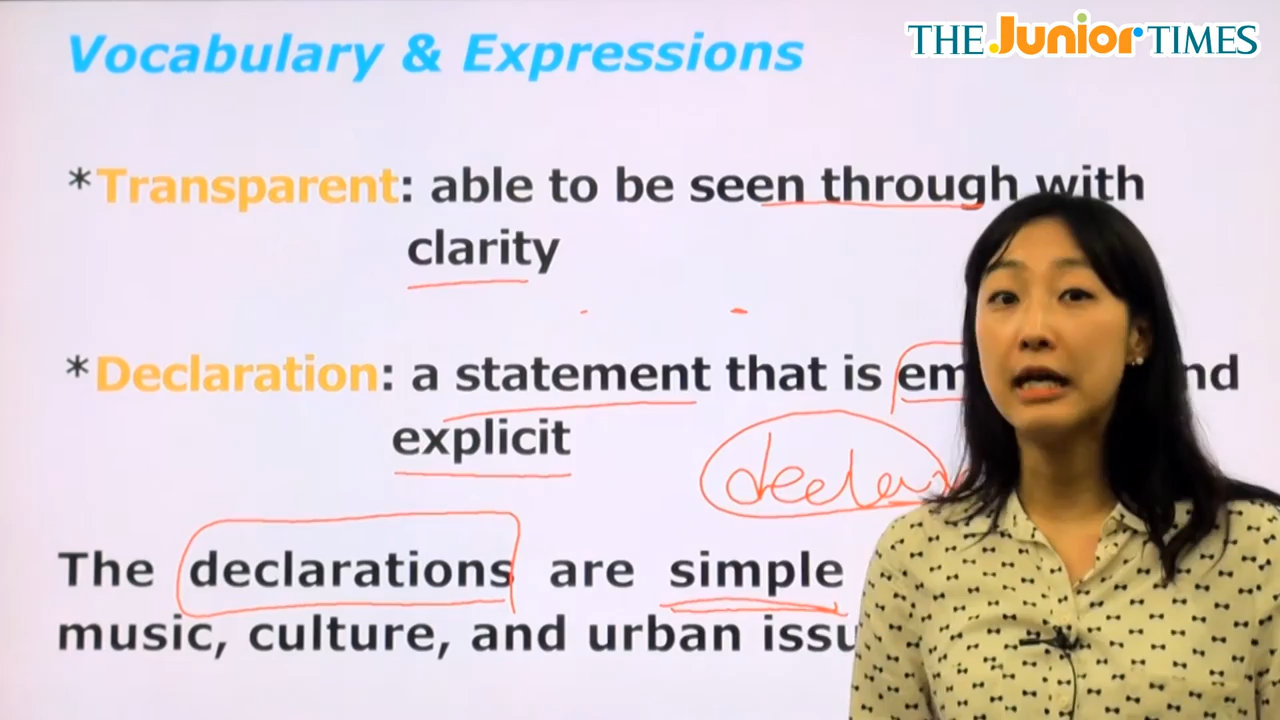 THE Junior TIMES
Vocabulary & Expressions
*Transparent: able to be seen through with
clarity
*Declaration: a statement that is
explicit
The declarations are simple
music, culture, and urban